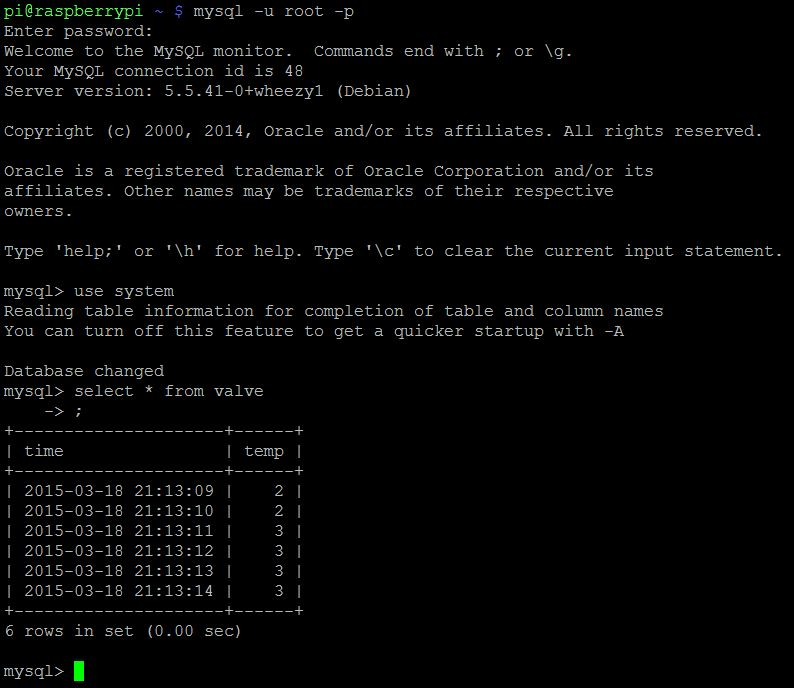 pi@raspberrypi ~ $ mysql -u root -p
Enter password:
Welcome to the MySQL monitor.  Commands end with ; or \g.
Your MySQL connection id is 48
Server version: 5.5.41-0+wheezy1 (Debian)

Copyright (c) 2000, 2014, Oracle and/or its affiliates. All rights reserved.

Oracle is a registered trademark of Oracle Corporation and/or its
affiliates. Other names may be trademarks of their respective
owners.

Type 'help;' or '\h' for help. Type '\c' to clear the current input statement.

mysql> use system
Reading table information for completion of table and column names
You can turn off this feature to get a quicker startup with -A

Database changed
mysql> select * from valve
    -> ;
+---------------------+------+
| time                | temp |
+---------------------+------+
| 2015-03-18 21:13:09 |    2 |
| 2015-03-18 21:13:10 |    2 |
| 2015-03-18 21:13:11 |    3 |
| 2015-03-18 21:13:12 |    3 |
| 2015-03-18 21:13:13 |    3 |
| 2015-03-18 21:13:14 |    3 |
+---------------------+------+
6 rows in set (0.00 sec)

mysql>